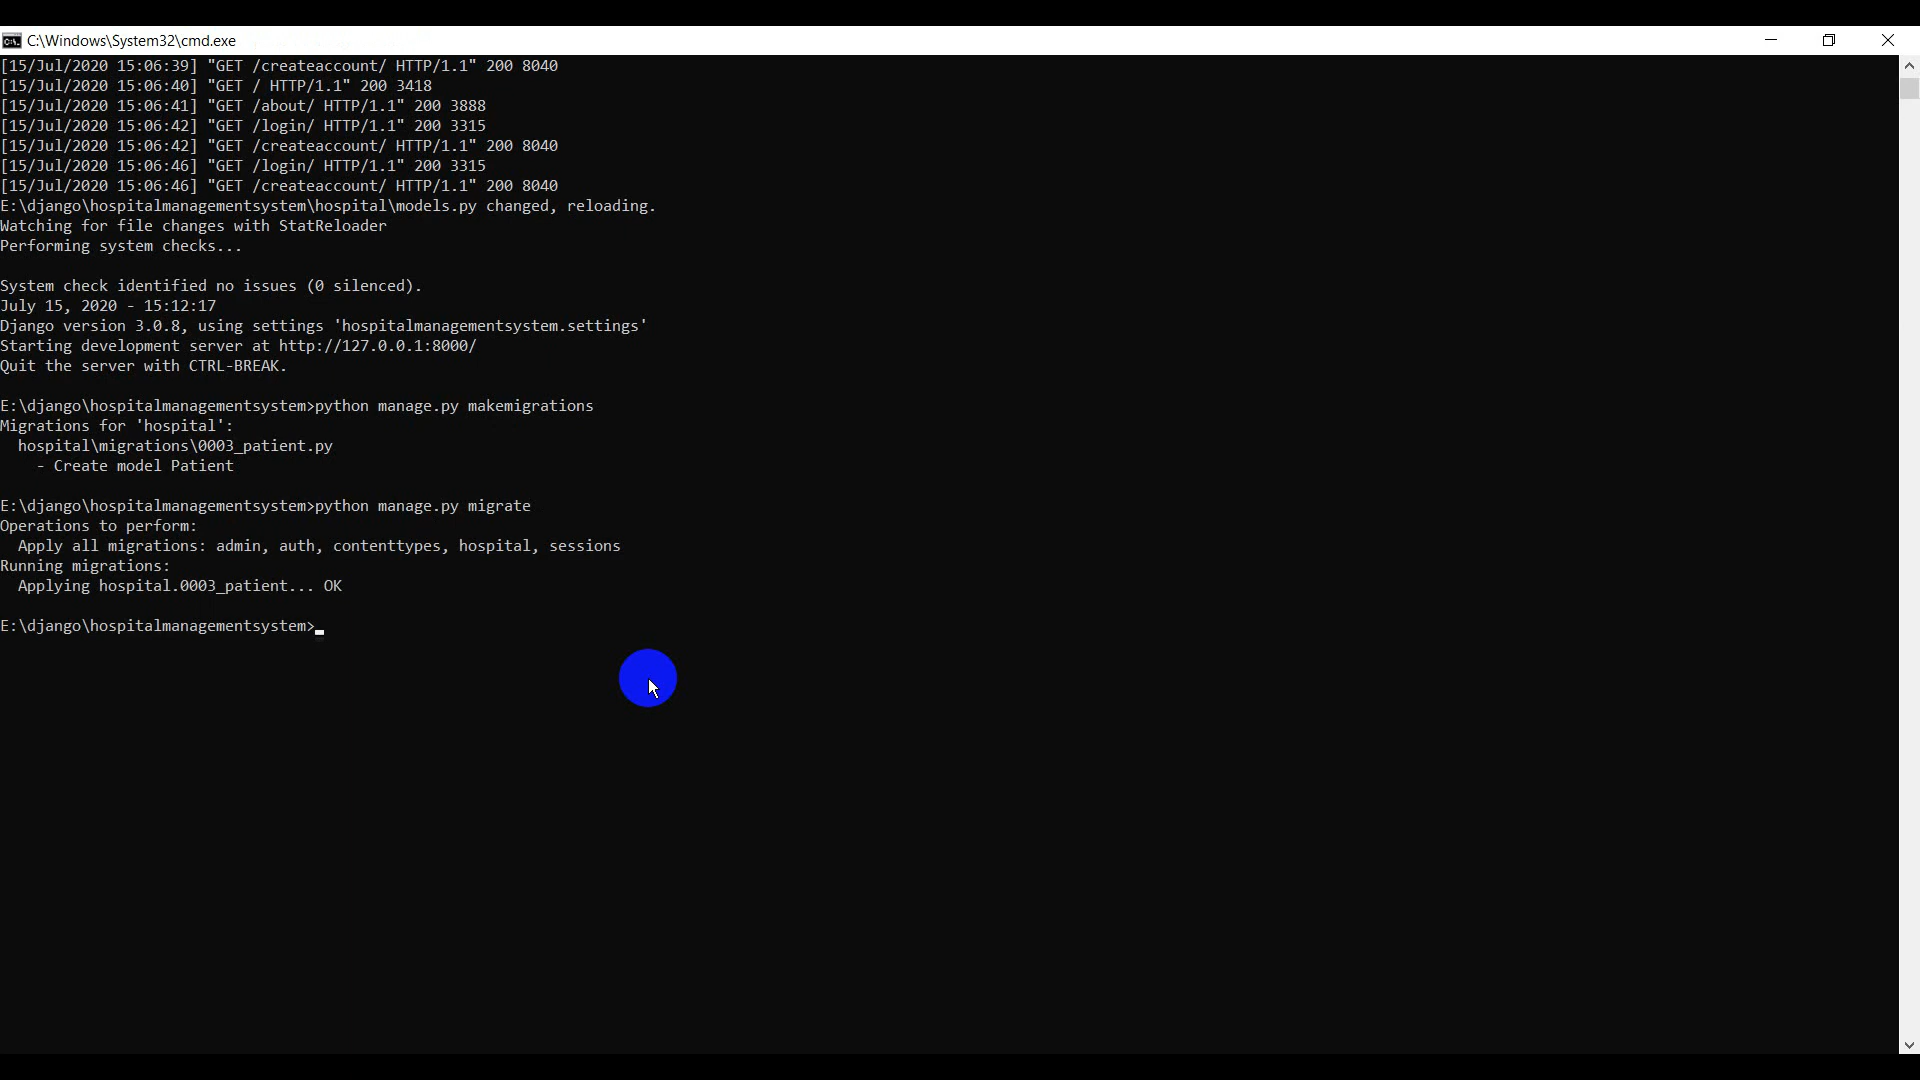 C:\Windows\System32\cmd.exe
[15/Jul/2020 15:06:39] "GET /createaccount/ HTTP/1.1" 200 8040
[15/Jul/2020 15:06:40] "GET / HTTP/1.1" 200 3418
[15/Jul/2020 15:06:41] "GET /about/ HTTP/1.1" 200 3888
[15/Jul/2020 15:06:42] "GET /login/ HTTP/1.1" 200 3315
[15/Jul/2020 15:06:42] "GET /createaccount/ HTTP/1.1" 200 8040
[15/Jul/2020 15:06:46] "GET /login/ HTTP/1.1" 200 3315
[15/Jul/2020 15:06:46] "GET /createaccount/ HTTP/1.1" 200 8040
E:\django\hospitalmanagementsystem\hospital\models.py changed, reloading.
Watching for file changes with StatReloader
Performing system checks...
System check identified no issues (0 silenced).
July 15, 2020 - 15:12:17
Django version 3.0.8, using settings 'hospitalmanagementsystem.settings'
Starting development server at http://127.0.0.1:8000/
Quit the server with CTRL-BREAK.
E:\django\hospitalmanagementsystem>python manage.py makemigrations
Migrations for 'hospital':
  hospital\migrations\0003_patient.py
    - Create model Patient
E:\django\hospitalmanagementsystem>python manage.py migrate
Operations to perform:
  Apply all migrations: admin, auth, contenttypes, hospital, sessions
Running migrations:
  Applying hospital.0003_patient... OK
E:\django\hospitalmanagementsystem>